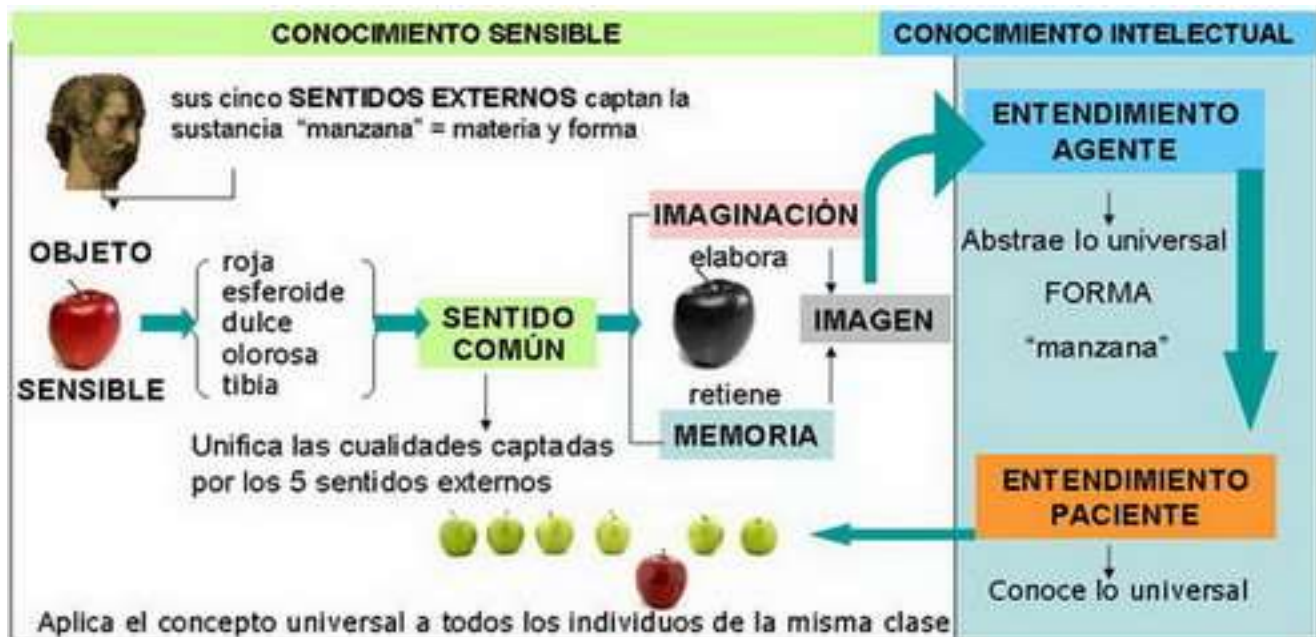 CONOCIMIENTO SENSIBLE
CONOCIMIENTO INTELECTUAL
sus cinco SENTIDOS EXTERNOS captan la
sustancia "manzana" = materia y forma
OBJETO
SENSIBLE
roja
esferoide
dulce
olorosa
tibia
SENTIDO
COMÚN
Unifica las cualidades captadas
por los 5 sentidos externos
IMAGINACIÓN
elabora
IMAGEN
retiene
MEMORIA
ENTENDIMIENTO
AGENTE
Abstrae lo universal
FORMA
"manzana"
ENTENDIMIENTO
PACIENTE
Conoce lo universal
Aplica el concepto universal a todos los individuos de la misma clase